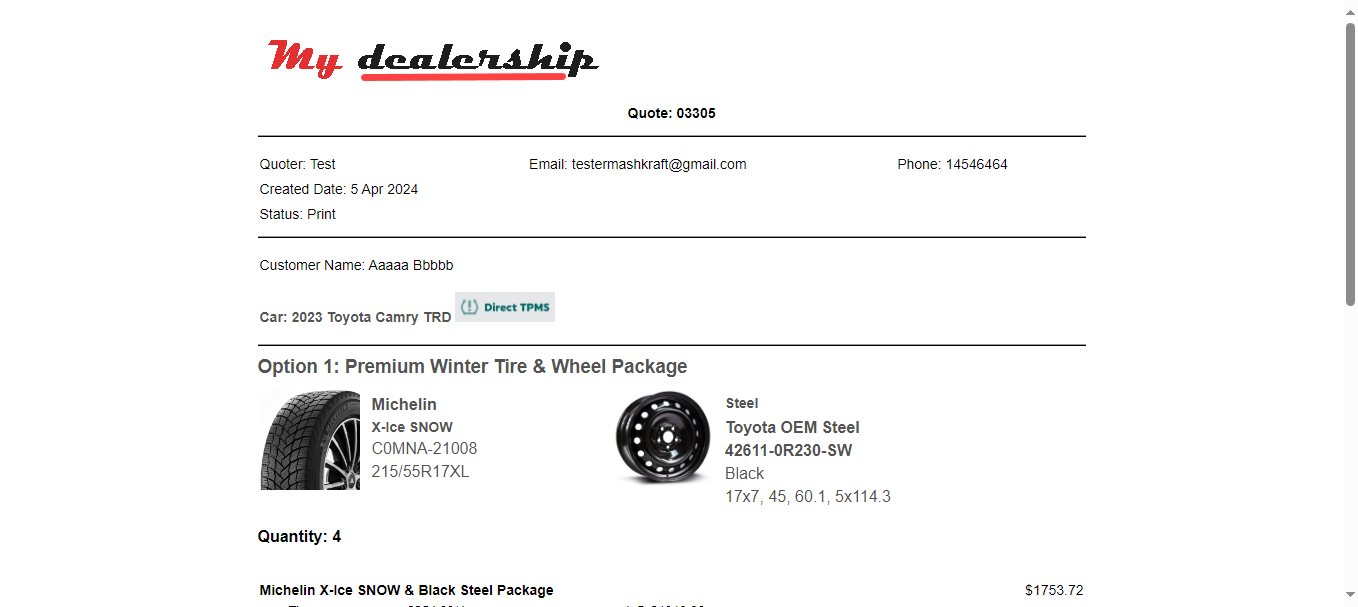 My dealership
Quote: 03305
Quoter: Test Email: testermashkraft@gmail.com Phone: 14546464
Created Date: 5 Apr 2024
Status: Print
Customer Name: Aaaaa Bbbbb
Car: 2023 Toyota Camry TRD Direct TPMS
Option 1: Premium Winter Tire & Wheel Package
Michelin
X-Ice SNOW
C0MNA-21008
215/55R17XL
Steel
Toyota OEM Steel
42611-0R230-SW
Black
17x7, 45, 60.1, 5x114.3
Quantity: 4
Michelin X-Ice SNOW & Black Steel Package $1753.72